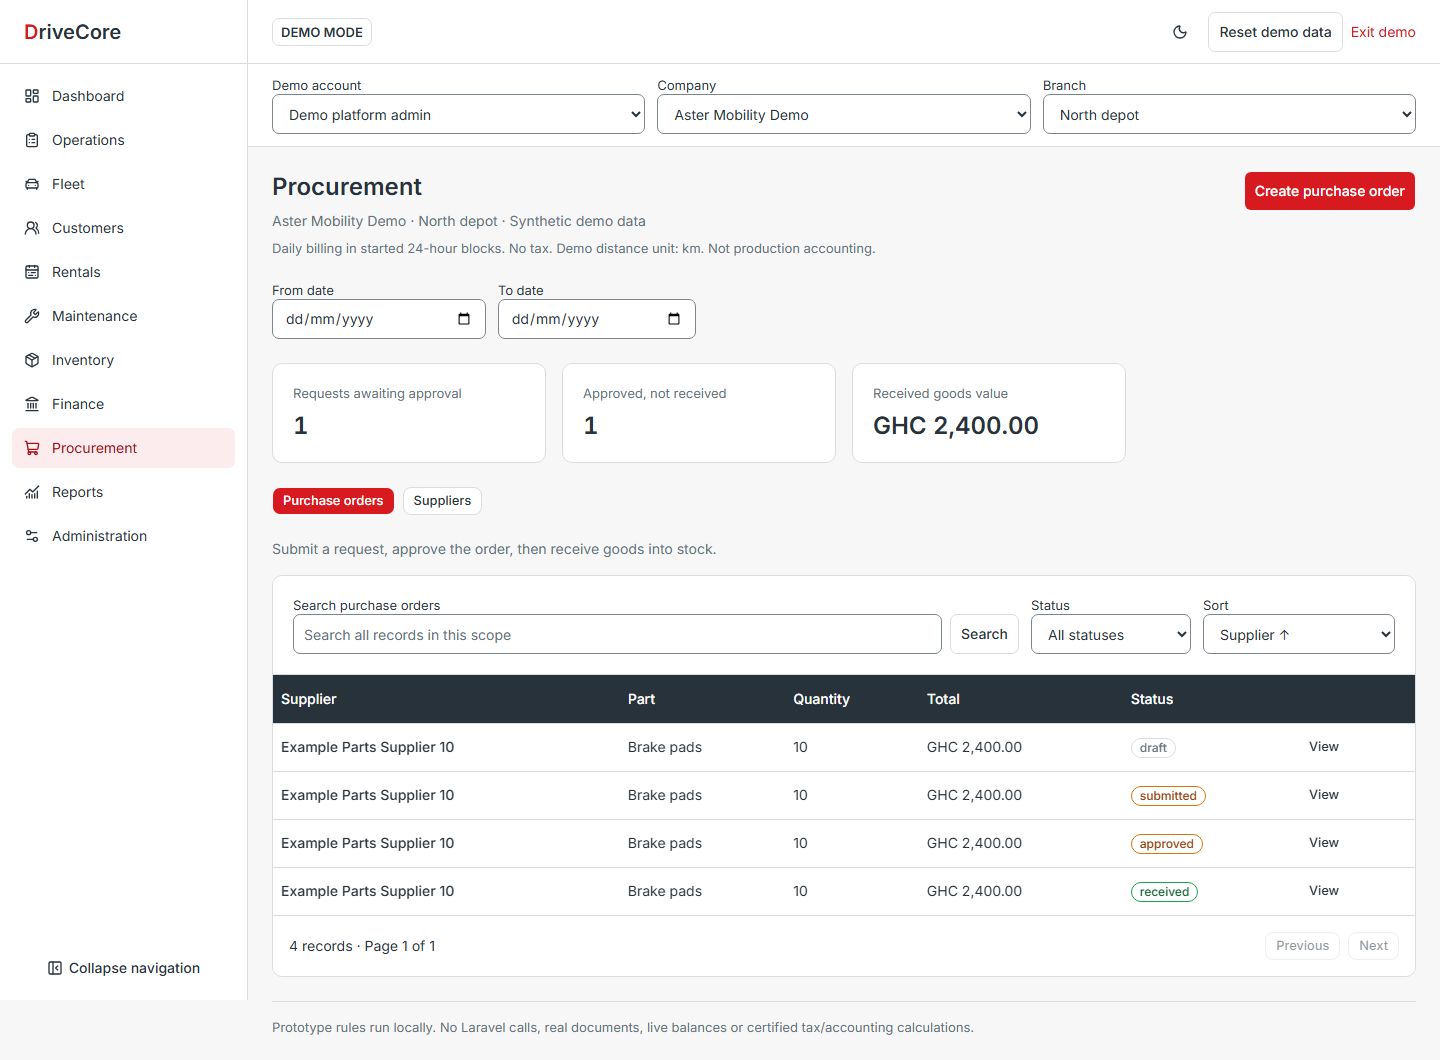 DriveCore
DEMO MODE
Reset demo data
Exit demo
Dashboard
Operations
Fleet
Customers
Rentals
Maintenance
Inventory
Finance
Procurement
Reports
Administration
Collapse navigation
Demo account
Company
Branch
Demo platform admin
Aster Mobility Demo
North depot
Procurement
Create purchase order
Aster Mobility Demo · North depot · Synthetic demo data
Daily billing in started 24-hour blocks. No tax. Demo distance unit: km. Not production accounting.
From date
To date
dd/mm/yyyy
dd/mm/yyyy
Requests awaiting approval
1
Approved, not received
1
Received goods value
GHC 2,400.00
Purchase orders
Suppliers
Submit a request, approve the order, then receive goods into stock.
Search purchase orders
Status
Sort
Search all records in this scope
Search
All statuses
Supplier ↑
Supplier Part Quantity Total Status
Example Parts Supplier 10 Brake pads 10 GHC 2,400.00 draft View
Example Parts Supplier 10 Brake pads 10 GHC 2,400.00 submitted View
Example Parts Supplier 10 Brake pads 10 GHC 2,400.00 approved View
Example Parts Supplier 10 Brake pads 10 GHC 2,400.00 received View
4 records · Page 1 of 1
Previous
Next
Prototype rules run locally. No Laravel calls, real documents, live balances or certified tax/accounting calculations.